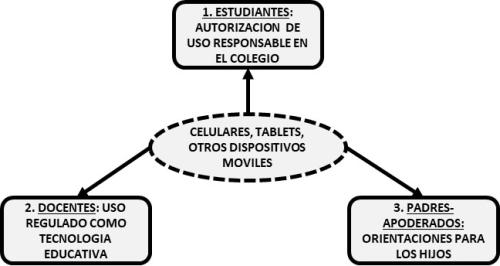 1. ESTUDIANTES:
AUTORIZACION DE
USO RESPONSABLE EN
EL COLEGIO
CELULARES, TABLETS,
OTROS DISPOSITIVOS
MOVILES
2. DOCENTES: USO
REGULADO COMO
TECNOLOGIA
EDUCATIVA
3. PADRES-
APODERADOS:
ORIENTACIONES PARA
LOS HIJOS